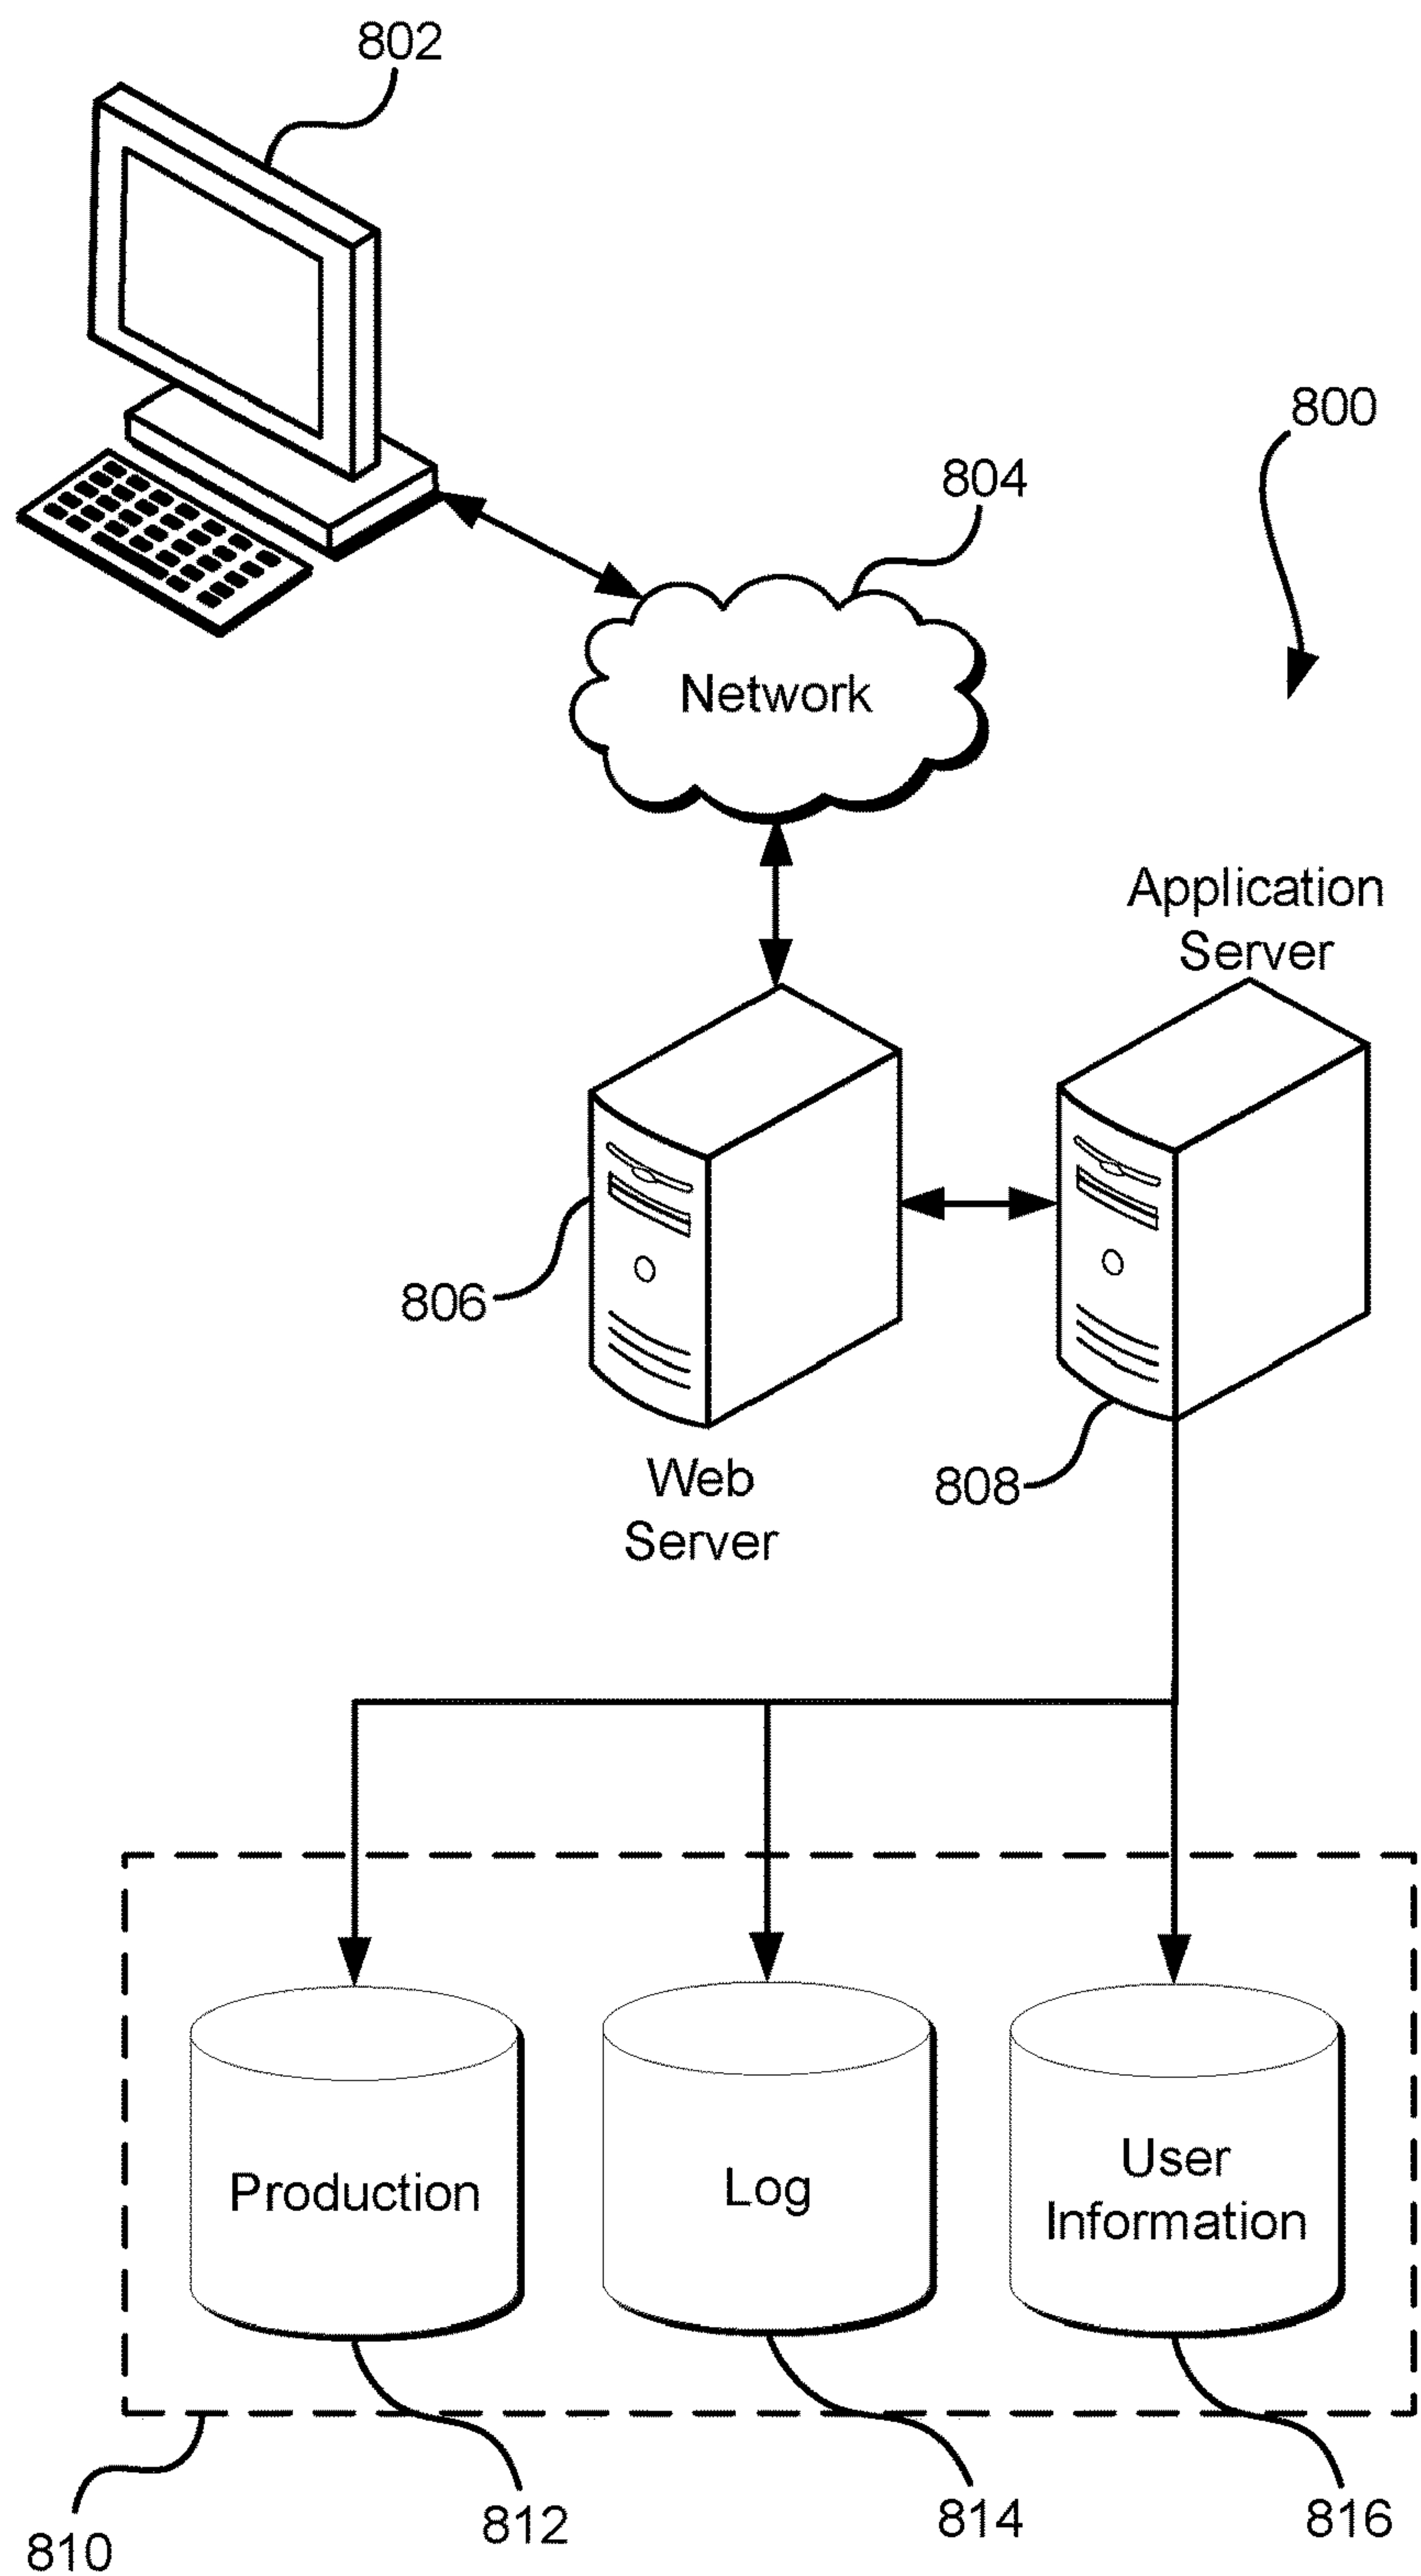 802
800
804
Network
Application
Server
806
808
Web
Server
Production
Log
User
Information
810
812
814
816